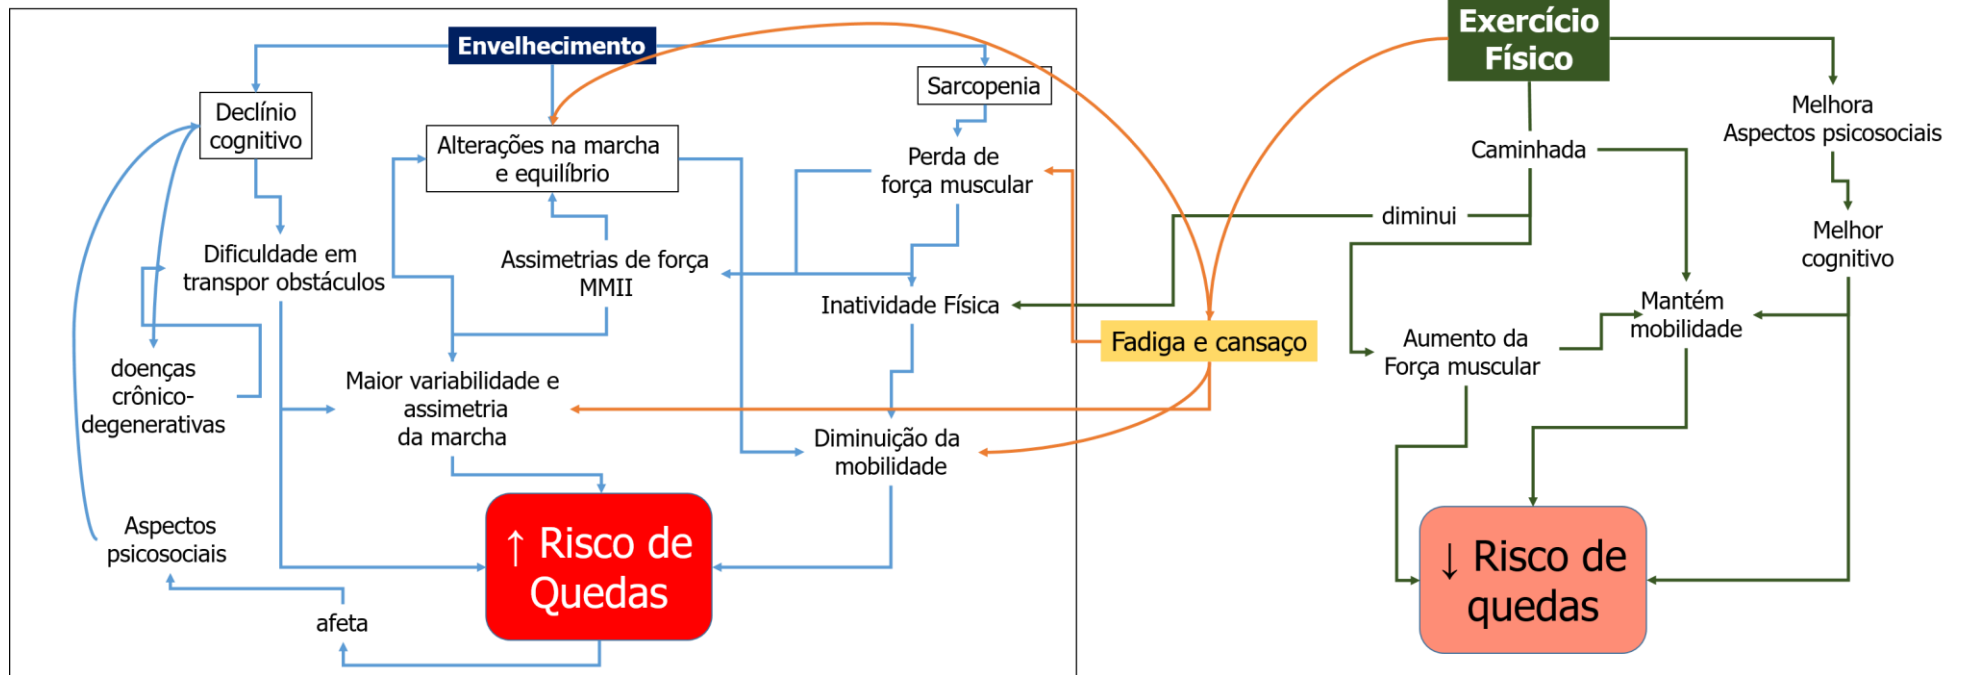 Envelhecimento
Declínio
cognitivo
Alterações na marcha
e equilíbrio
Sarcopenia
Perda de
força muscular
Dificuldade em
transpor obstáculos
Assimetrias de força
MMII
Inatividade Física
doenças
crônico-
degenerativas
Maior variabilidade e
assimetria
da marcha
Diminuição da
mobilidade
Aspectos
psicosociais
afeta
↑ Risco de
Quedas
Fadiga e cansaço
Exercício
Físico
Caminhada
diminui
Melhora
Aspectos psicosociais
Melhor
cognitivo
Mantém
mobilidade
Aumento da
Força muscular
↓ Risco de
quedas